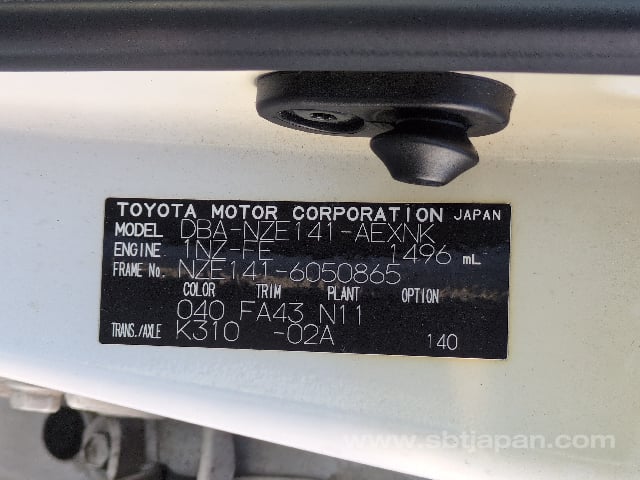 TOYOTA MOTOR CORPORATION JAPAN
MODEL DBA-NZE141-AEXNK
ENGINE 1NZ-FE 1496 mL
FRAME No. NZE141-6050865
COLOR TRIM PLANT OPTION
040 FA43 N11
TRANS./AXLE K310 -02A 140
www.sbtjapan.com